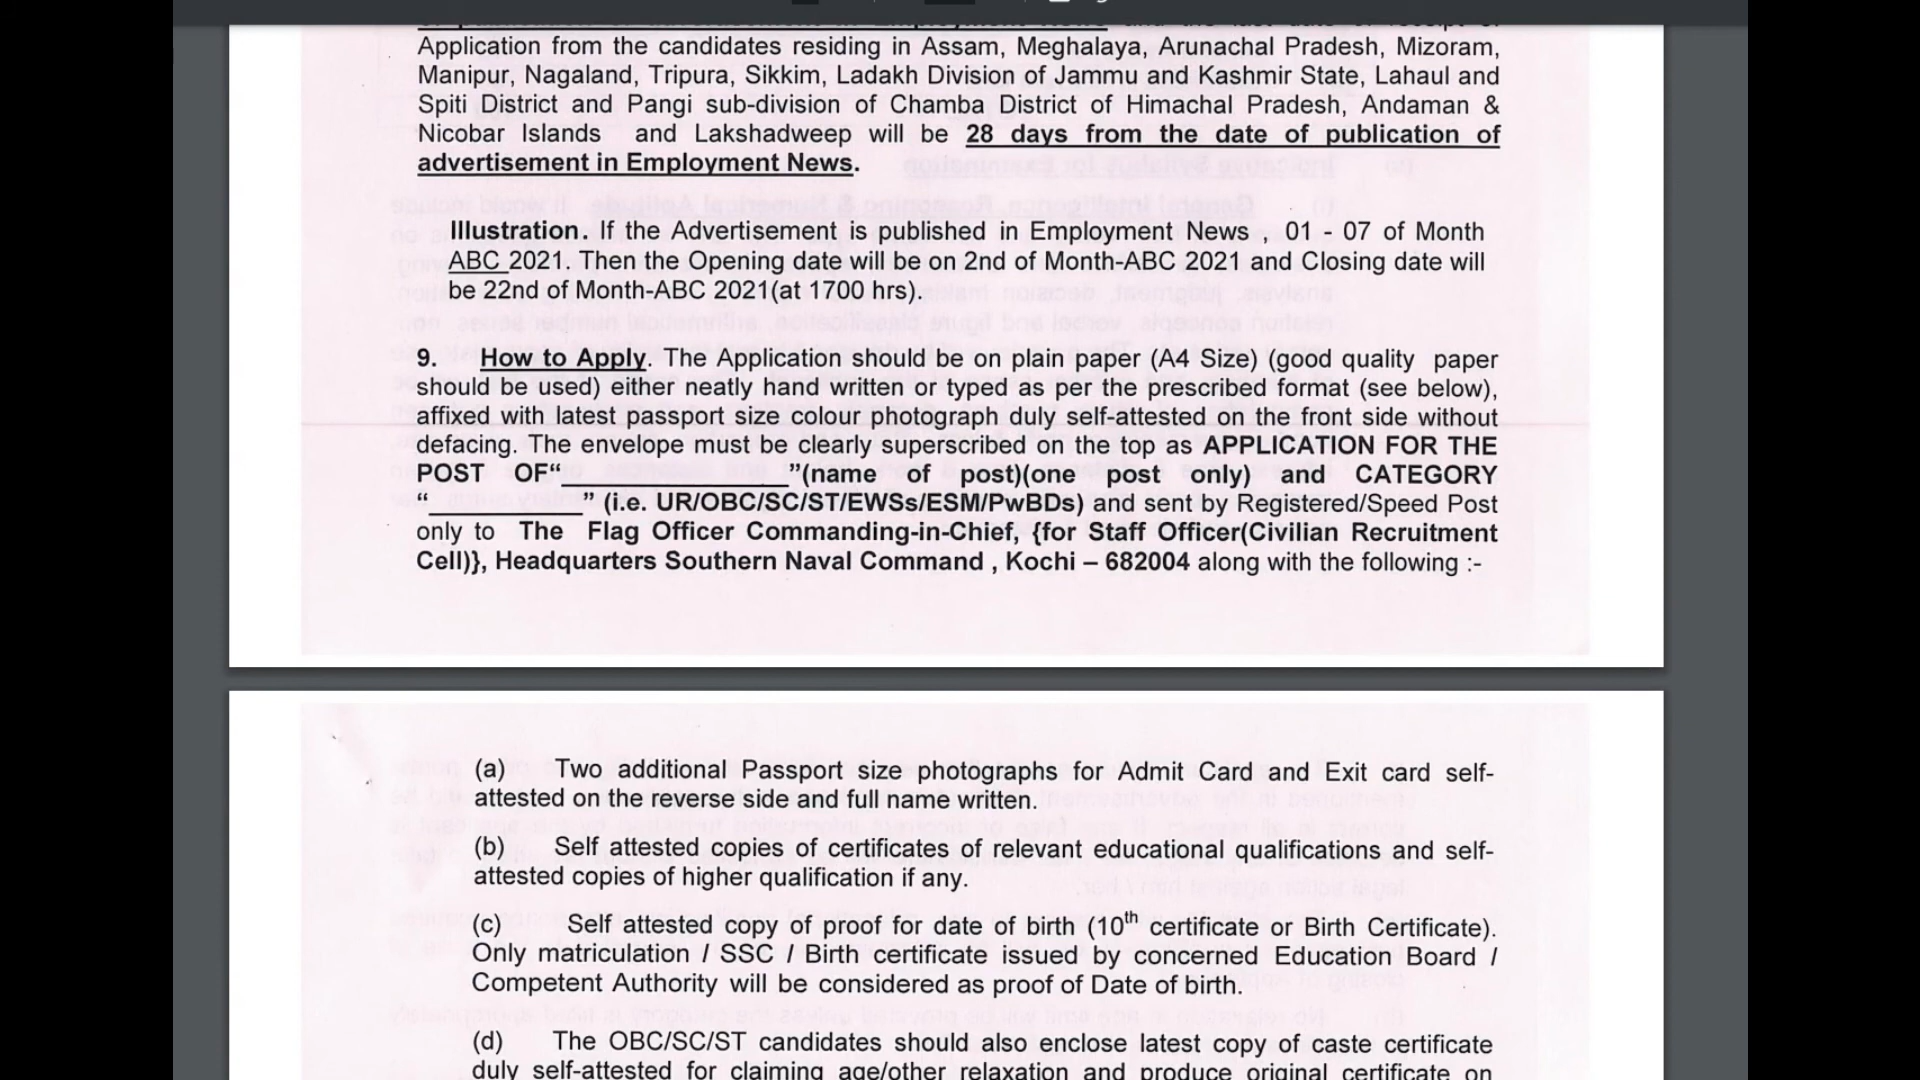 Application from the candidates residing in Assam, Meghalaya, Arunachal Pradesh, Mizoram,
Manipur, Nagaland, Tripura, Sikkim, Ladakh Division of Jammu and Kashmir State, Lahaul and
Spiti District and Pangi sub-division of Chamba District of Himachal Pradesh, Andaman &
Nicobar Islands and Lakshadweep will be 28 days from the date of publication of
advertisement in Employment News.
Illustration. If the Advertisement is published in Employment News , 01 - 07 of Month
ABC 2021. Then the Opening date will be on 2nd of Month-ABC 2021 and Closing date will
be 22nd of Month-ABC 2021(at 1700 hrs).
9. How to Apply. The Application should be on plain paper (A4 Size) (good quality paper
should be used) either neatly hand written or typed as per the prescribed format (see below),
affixed with latest passport size colour photograph duly self-attested on the front side without
defacing. The envelope must be clearly superscribed on the top as APPLICATION FOR THE
POST OF“________________”(name of post)(one post only) and CATEGORY
“___________” (i.e. UR/OBC/SC/ST/EWSs/ESM/PwBDs) and sent by Registered/Speed Post
only to The Flag Officer Commanding-in-Chief, {for Staff Officer(Civilian Recruitment
Cell)}, Headquarters Southern Naval Command , Kochi – 682004 along with the following :-
(a) Two additional Passport size photographs for Admit Card and Exit card self-
attested on the reverse side and full name written.
(b) Self attested copies of certificates of relevant educational qualifications and self-
attested copies of higher qualification if any.
(c) Self attested copy of proof for date of birth (10th certificate or Birth Certificate).
Only matriculation / SSC / Birth certificate issued by concerned Education Board /
Competent Authority will be considered as proof of Date of birth.
(d) The OBC/SC/ST candidates should also enclose latest copy of caste certificate
duly self-attested for claiming age/other relaxation and produce original certificate on